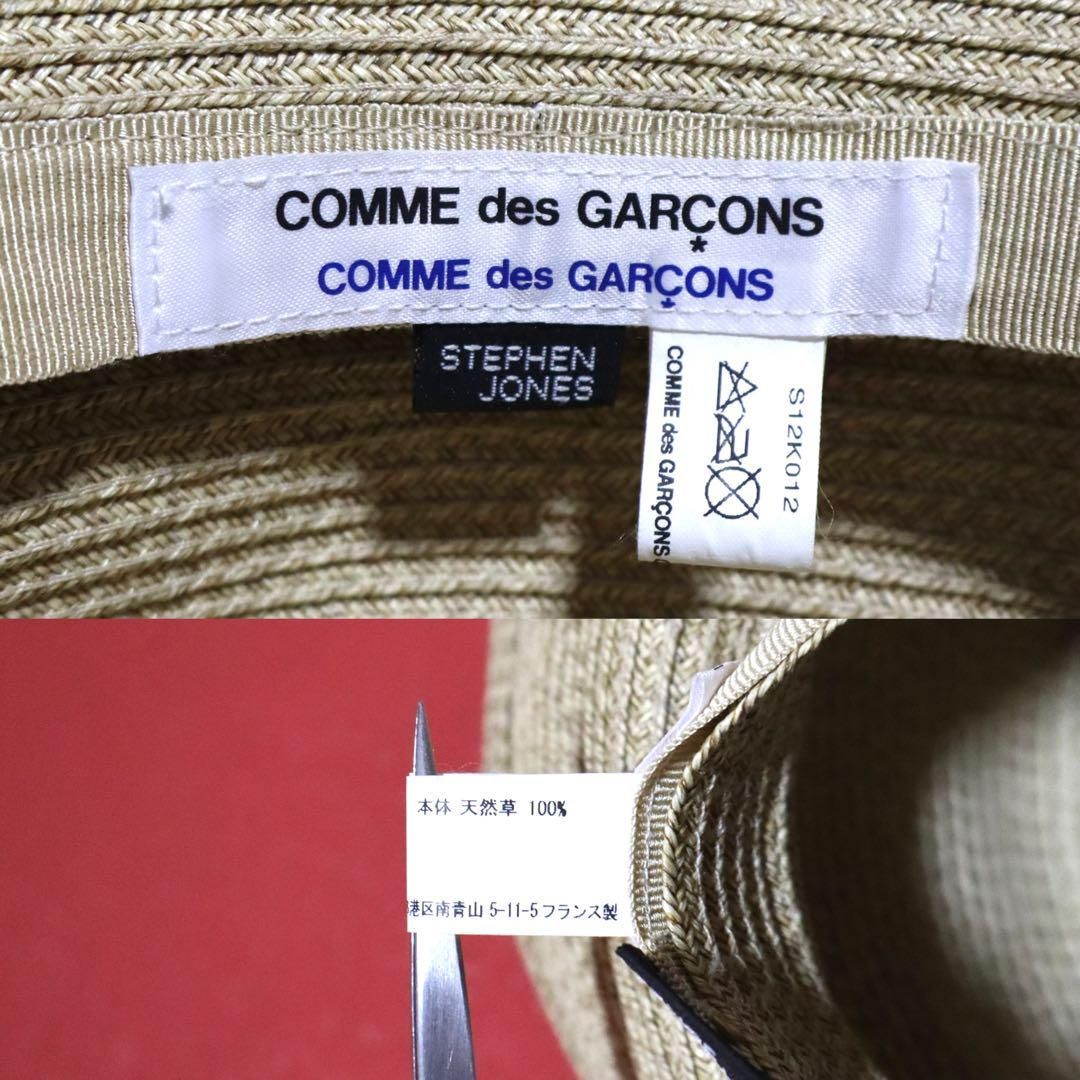 COMME des GARÇONS
*
COMME des GARÇONS
STEPHEN
JONES
COMME des GARÇONS
S12K012
本体 天然草 100%
港区南青山 5-11-5フランス製